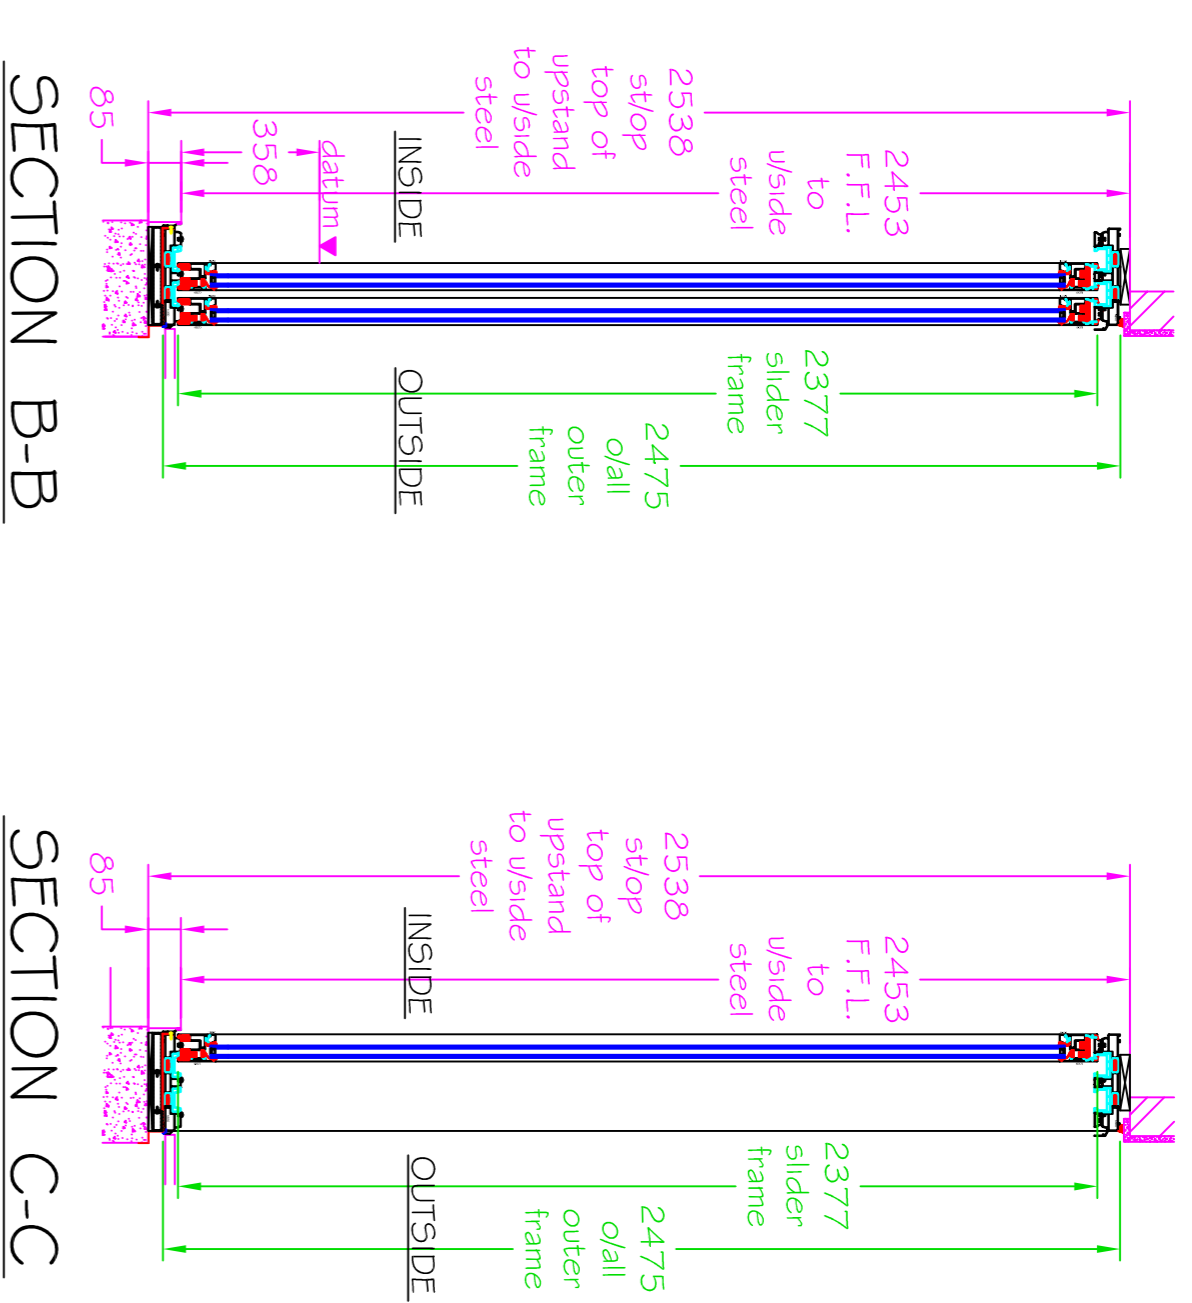 2538
st/op
top of
upstand
to u/side
steel
2453
F.F.L.
to
u/side
steel
85
358
datum
INSIDE
OUTSIDE
2377
slider
frame
2475
o/all
outer
frame
SECTION B-B
2538
st/op
top of
upstand
to u/side
steel
2453
F.F.L.
to
u/side
steel
85
INSIDE
OUTSIDE
2377
slider
frame
2475
o/all
outer
frame
SECTION C-C